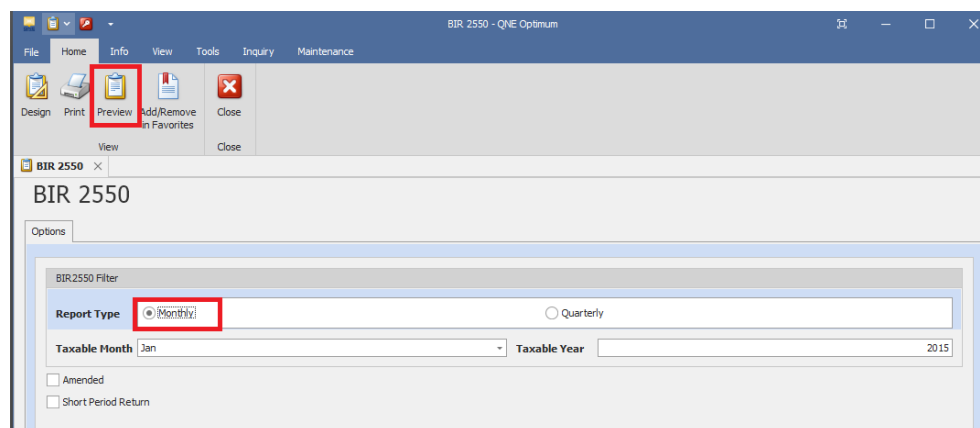 BIR 2550 - QNE Optimum
File Home Info View Tools Inquiry Maintenance
Design Print Preview Add/Remove in Favorites Close
View Close
BIR 2550
BIR 2550
Options
BIR2550 Filter
Report Type Monthly Quarterly
Taxable Month Jan Taxable Year 2015
Amended
Short Period Return